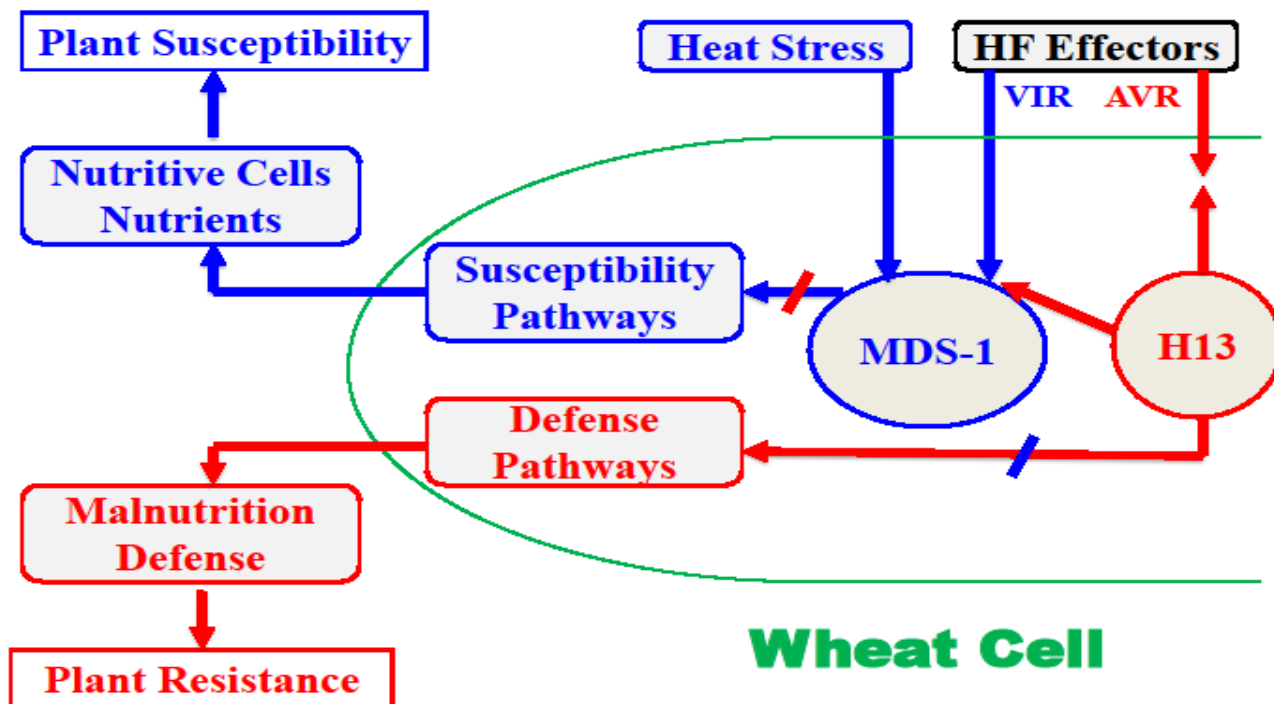 Plant Susceptibility
Heat Stress
HF Effectors
VIR
AVR
Nutritive Cells
Nutrients
Susceptibility
Pathways
MDS-1
H13
Defense
Pathways
Malnutrition
Defense
Wheat Cell
Plant Resistance